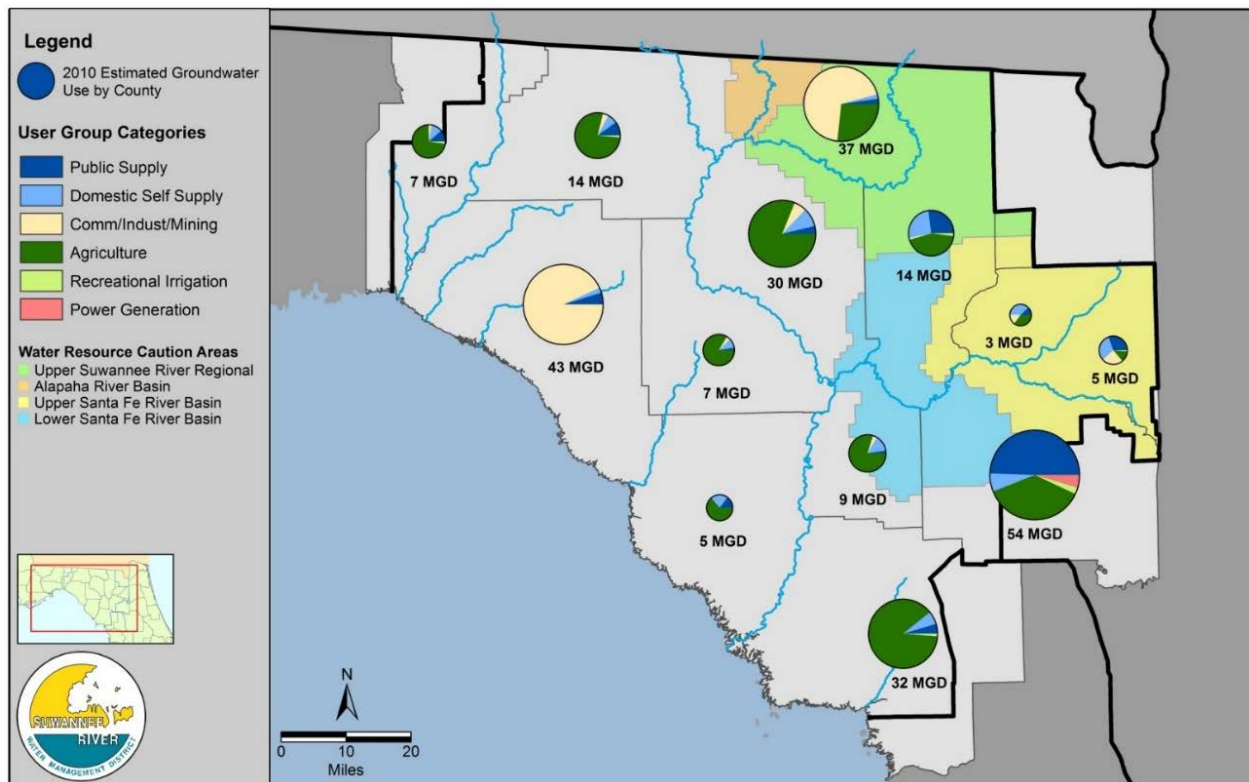 Legend
2010 Estimated Groundwater
Use by County
User Group Categories
Public Supply
Domestic Self Supply
Comm/Indust/Mining
Agriculture
Recreational Irrigation
Power Generation
Water Resource Caution Areas
Upper Suwannee River Regional
Alapaha River Basin
Upper Santa Fe River Basin
Lower Santa Fe River Basin
SUWANNEE
RIVER
WATER MANAGEMENT DISTRICT
7 MGD
14 MGD
37 MGD
30 MGD
14 MGD
43 MGD
7 MGD
3 MGD
5 MGD
9 MGD
5 MGD
54 MGD
32 MGD
N
0 10 20
Miles